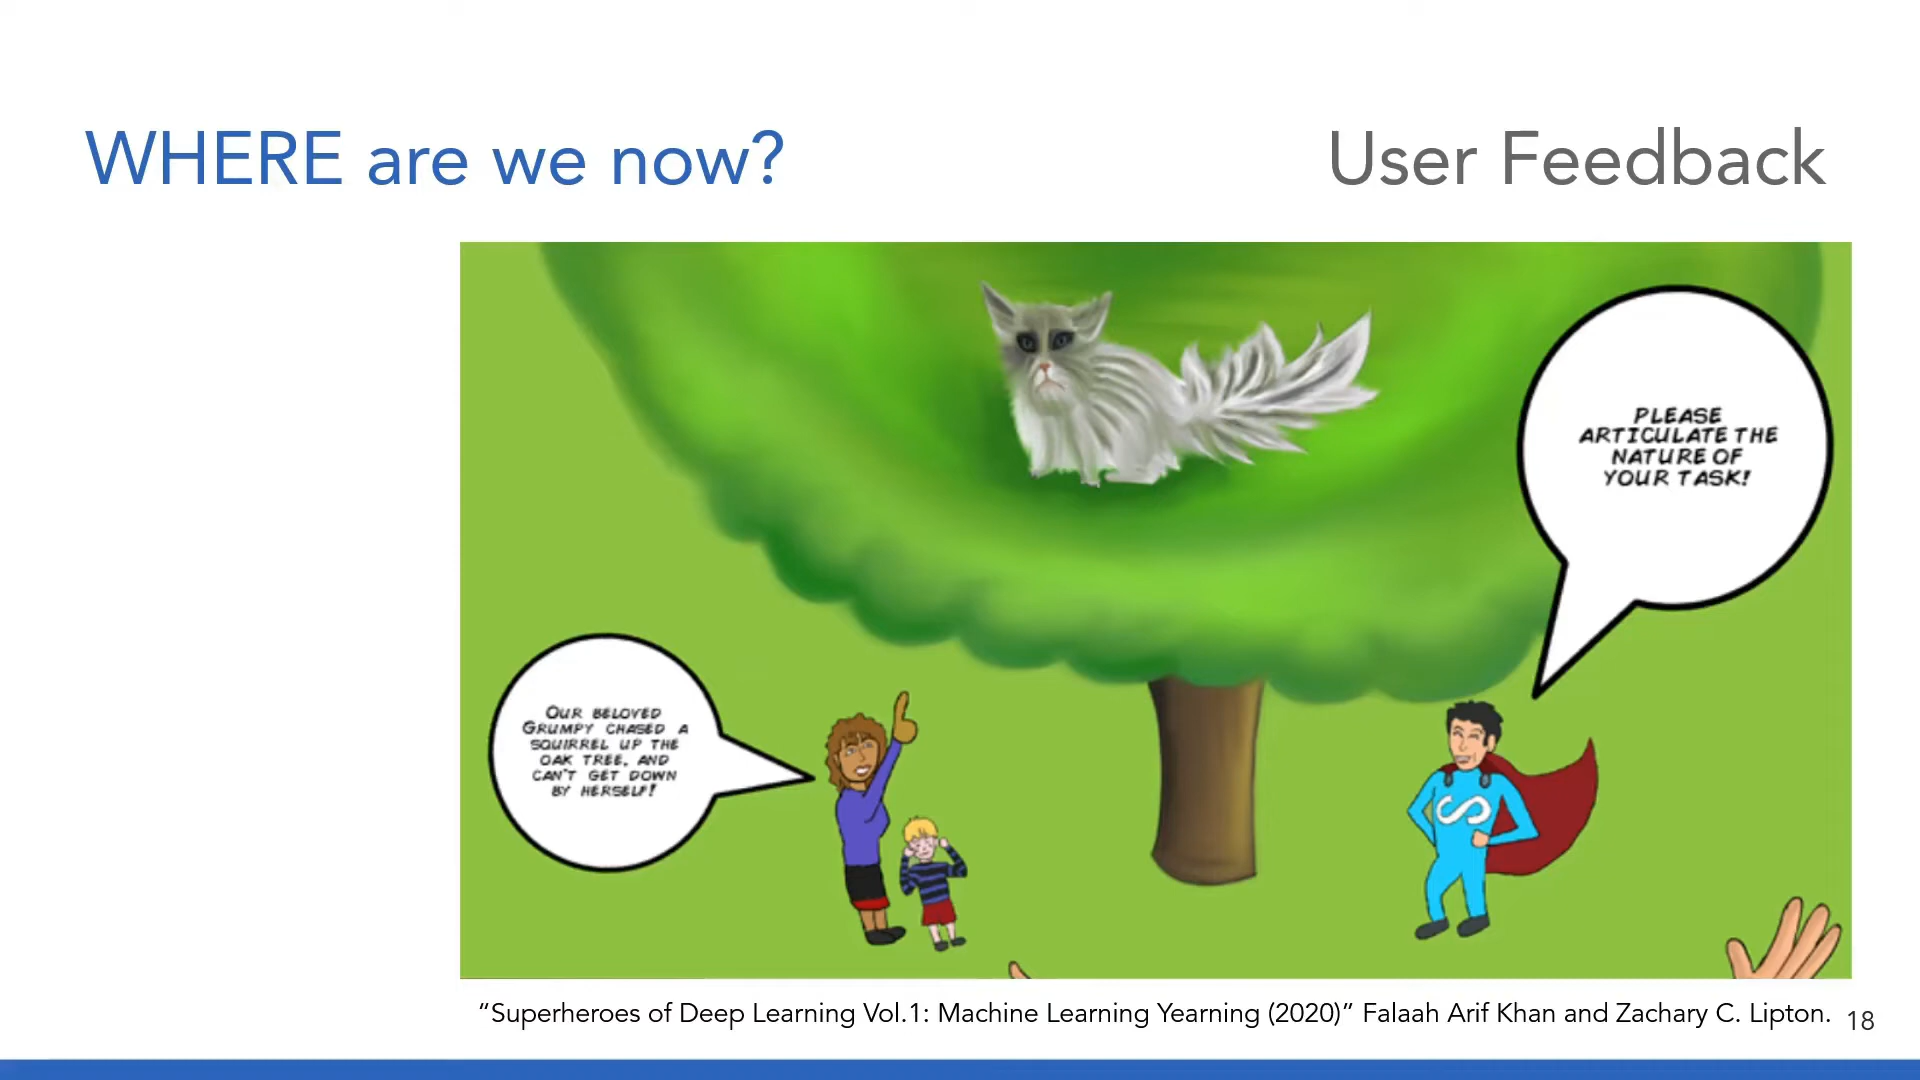 WHERE are we now?
User Feedback
PLEASE
ARTICULATE THE
NATURE OF
YOUR TASK!
OUR BELOVED
GRUMPY CHASED A
SQUIRREL UP THE
OAK TREE, AND
CAN'T GET DOWN
BY HERSELF!
S
“Superheroes of Deep Learning Vol.1: Machine Learning Yearning (2020)” Falaah Arif Khan and Zachary C. Lipton.
18